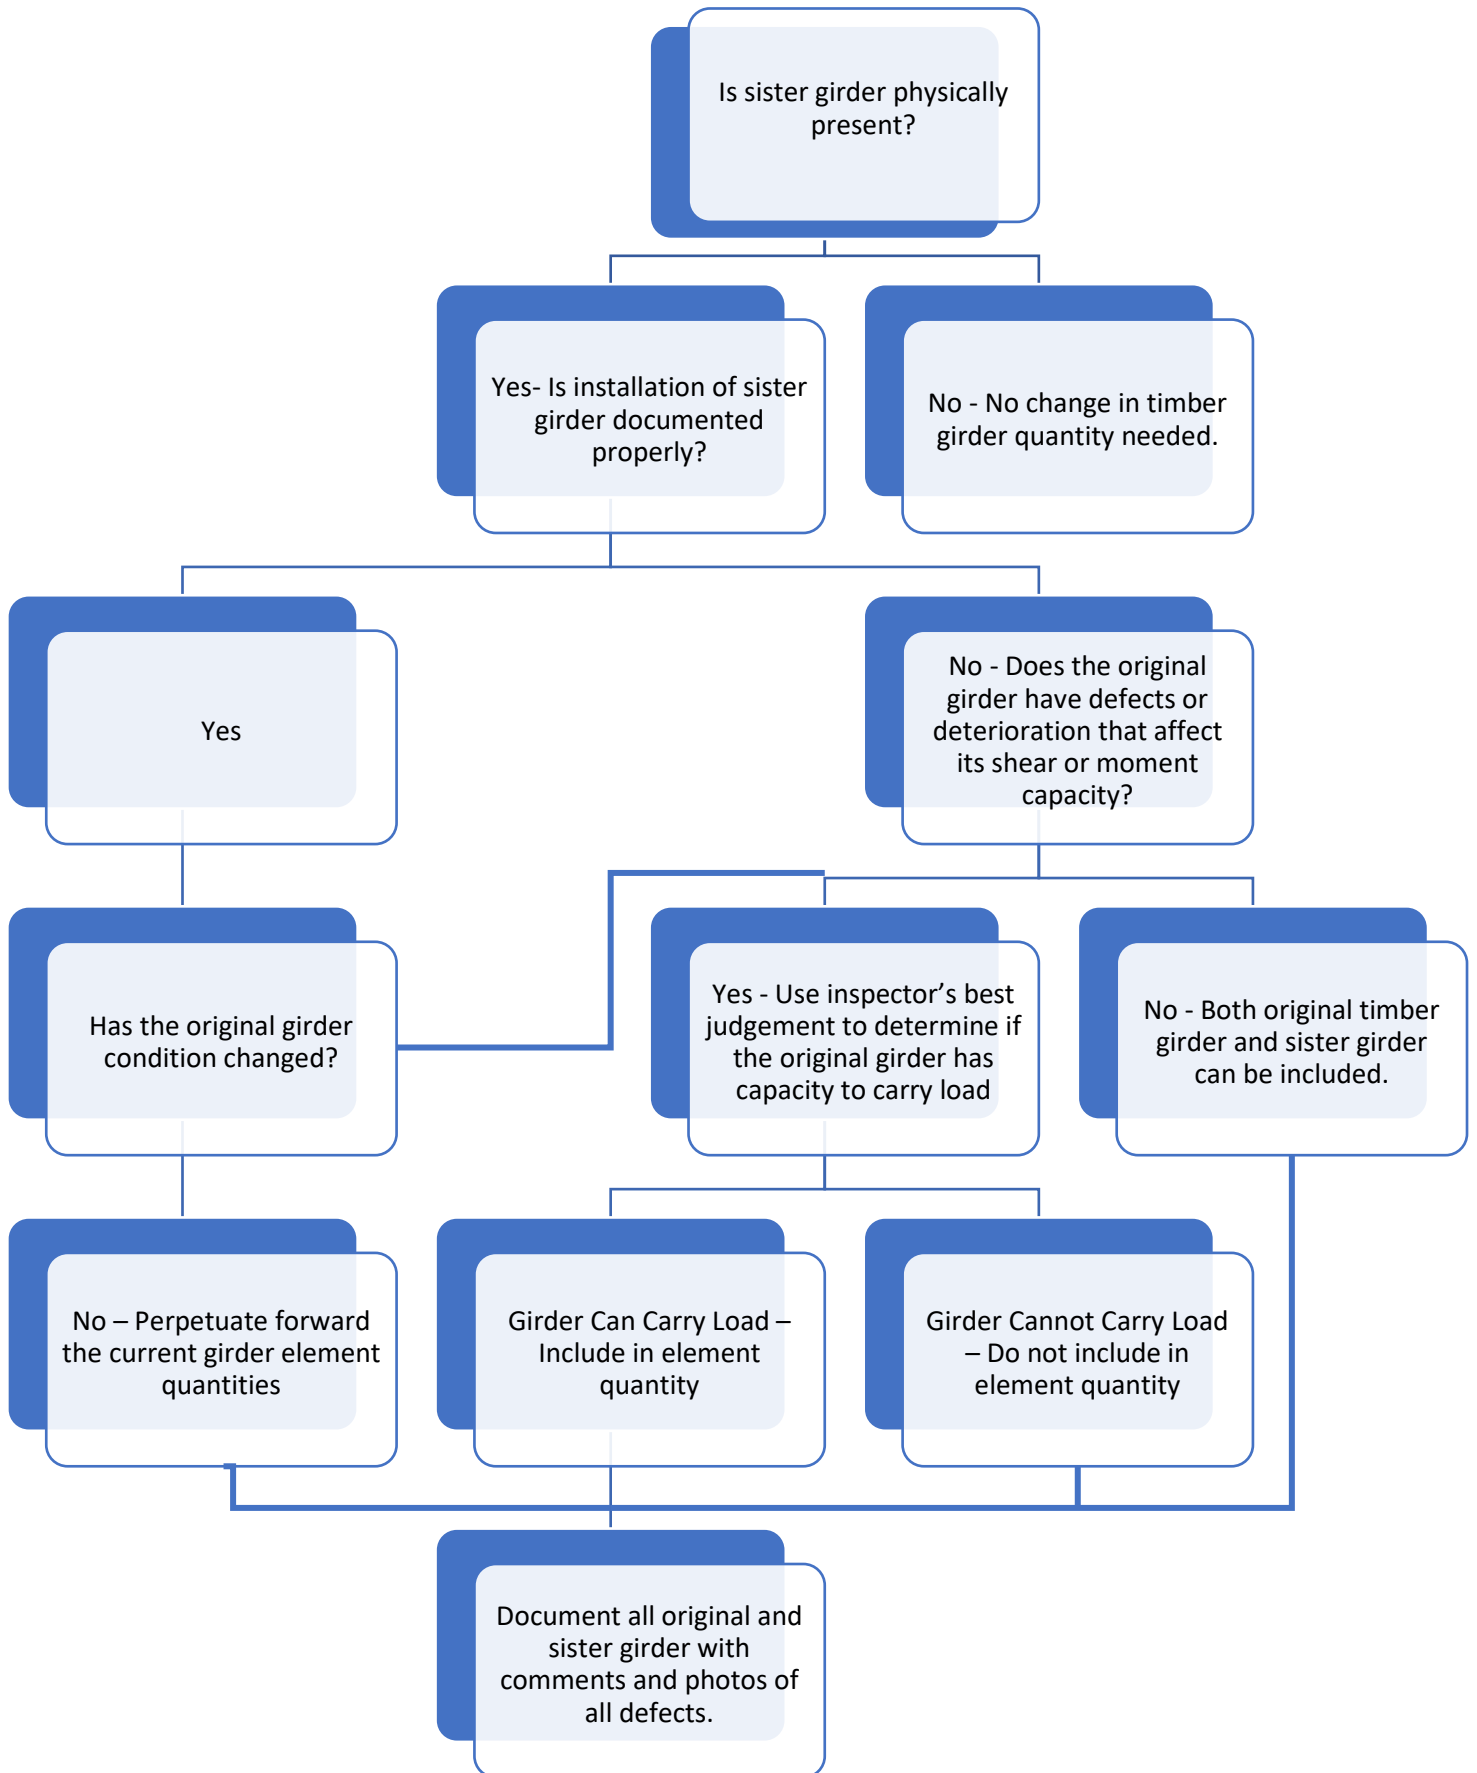 Is sister girder physically
present?
Yes- Is installation of sister
girder documented
properly?
No - No change in timber
girder quantity needed.
Yes
No - Does the original
girder have defects or
deterioration that affect
its shear or moment
capacity?
Has the original girder
condition changed?
Yes - Use inspector’s best
judgement to determine if
the original girder has
capacity to carry load
No - Both original timber
girder and sister girder
can be included.
No – Perpetuate forward
the current girder element
quantities
Girder Can Carry Load –
Include in element
quantity
Girder Cannot Carry Load
– Do not include in
element quantity
Document all original and
sister girder with
comments and photos of
all defects.